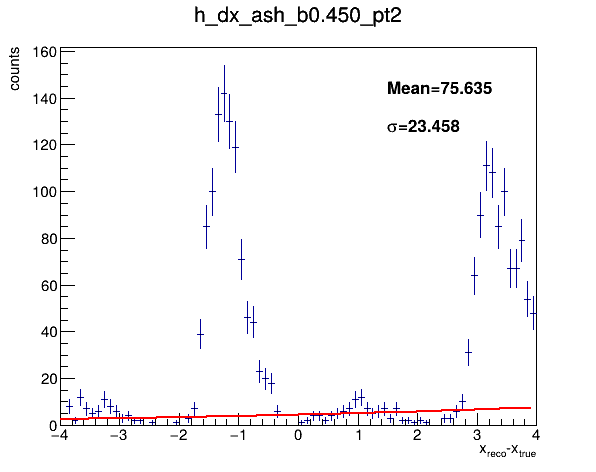 h_dx_ash_b0.450_pt2
counts
160
140
120
100
80
60
40
20
0
Mean=75.635
σ=23.458
−4 −3 −2 −1 0 1 2 3 4
x_reco-x_true